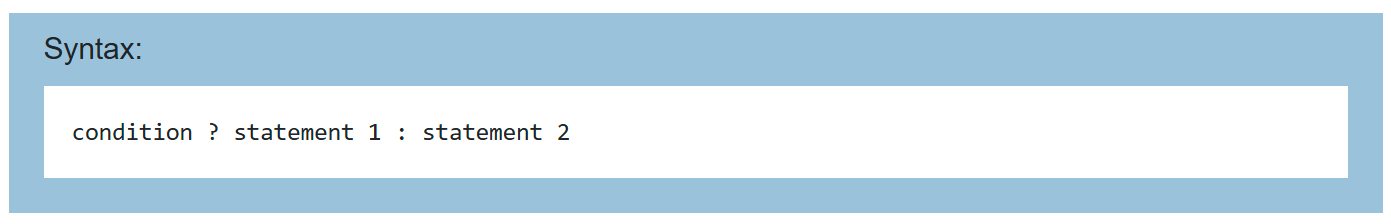 Syntax:
condition ? statement 1 : statement 2